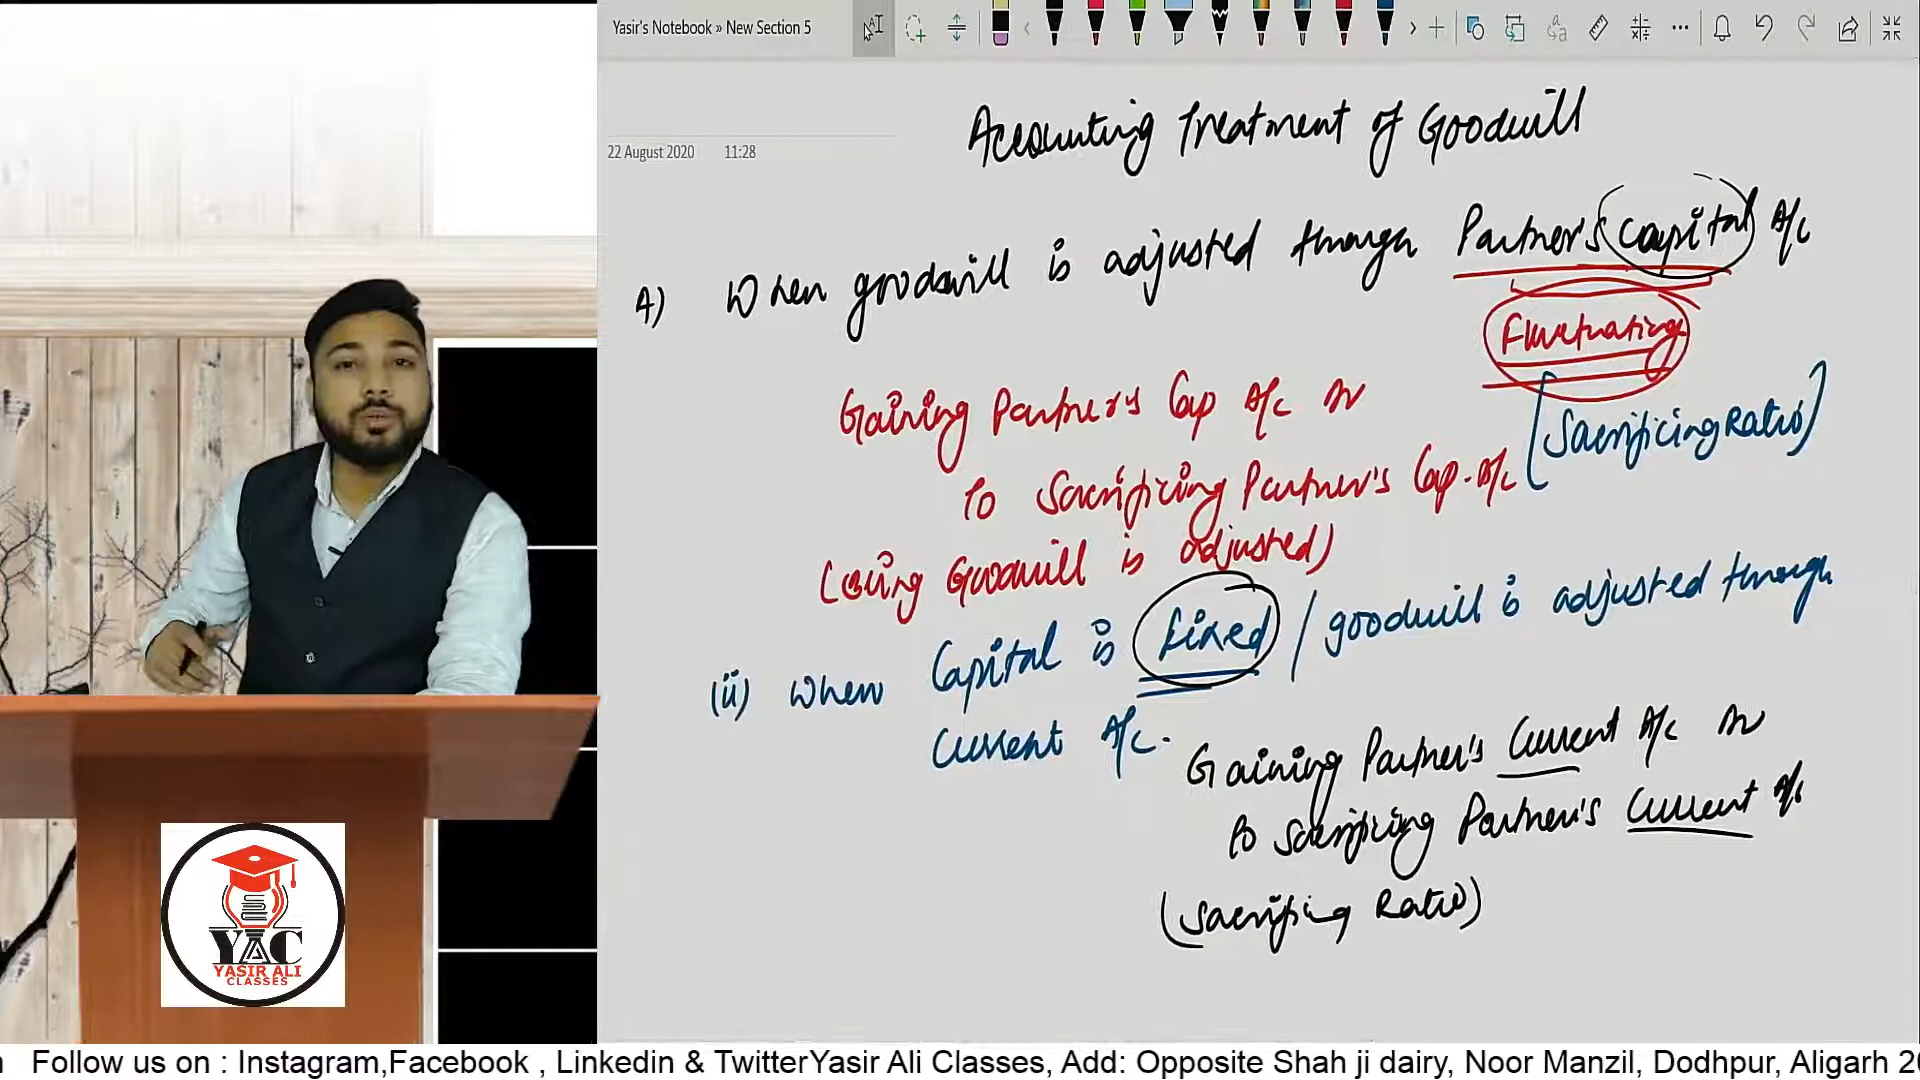 Yasir's Notebook » New Section 5
22 August 2020 11:28
Accounting Treatment of Goodwill
A) When goodwill is adjusted through Partner's Capital A/c
Fluctuating
Gaining Partner's Cap A/c Dr
[Sacrificing Ratio]
To Sacrificing Partner's Cap. A/c
(Being Goodwill is adjusted)
(ii) When Capital is fixed / goodwill is adjusted through
Current A/c.
Gaining Partner's Current A/c Dr
To Sacrificing Partner's Current A/c
(Sacrificing Ratio)
YAC
YASIR ALI
CLASSES
Follow us on : Instagram,Facebook , Linkedin & TwitterYasir Ali Classes, Add: Opposite Shah ji dairy, Noor Manzil, Dodhpur, Aligarh